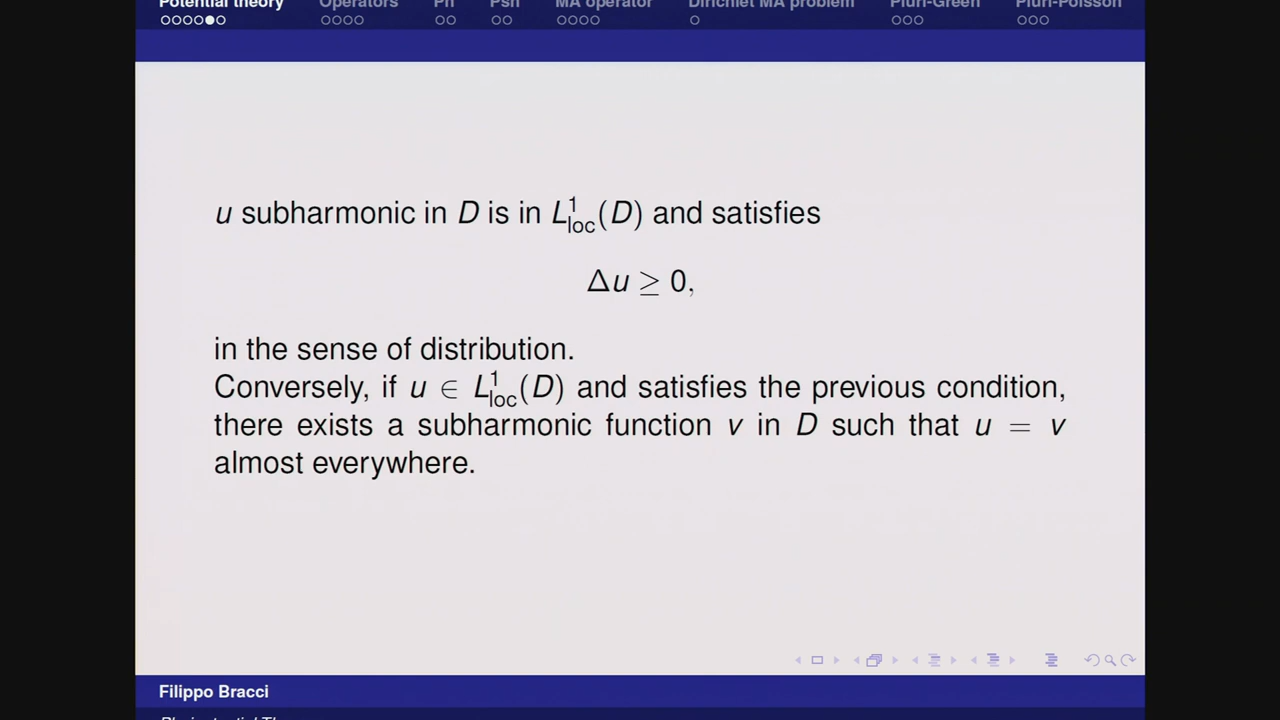 Potential theory Operators Ph Psh MA operator Dirichlet MA problem Pluri-Green Pluri-Poisson
u subharmonic in D is in L¹loc(D) and satisfies
Δu ≥ 0,
in the sense of distribution.
Conversely, if u ∈ L¹loc(D) and satisfies the previous condition,
there exists a subharmonic function v in D such that u = v
almost everywhere.
Filippo Bracci